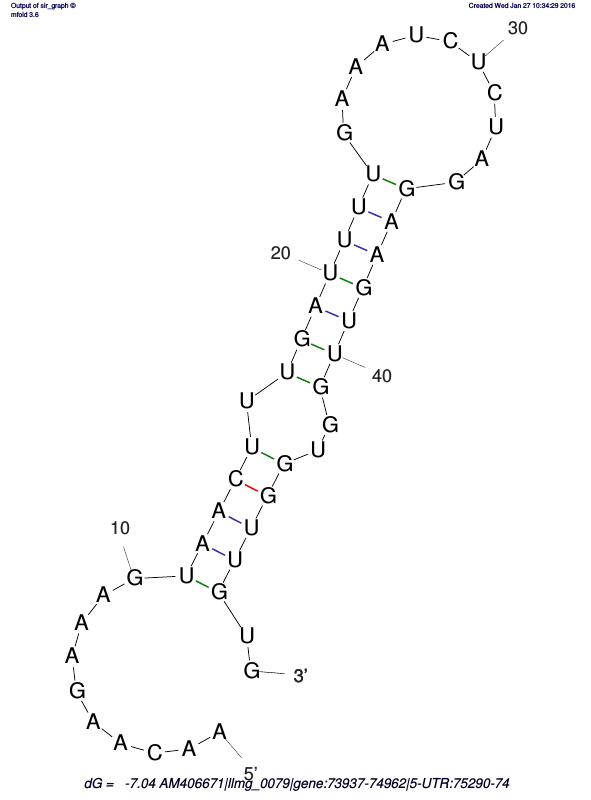 Output of sir_graph ©
mfold 3.6
Created Wed Jan 27 10:34:29 2016
5'
A A C A A G A A A G
10
U A A C U U U G A U
20
U U U G A A A U C U
30
C U A G G A A G U U
40
G G U G G U U G U G
3'
dG = -7.04 AM406671|llmg_0079|gene:73937-74962|5-UTR:75290-74